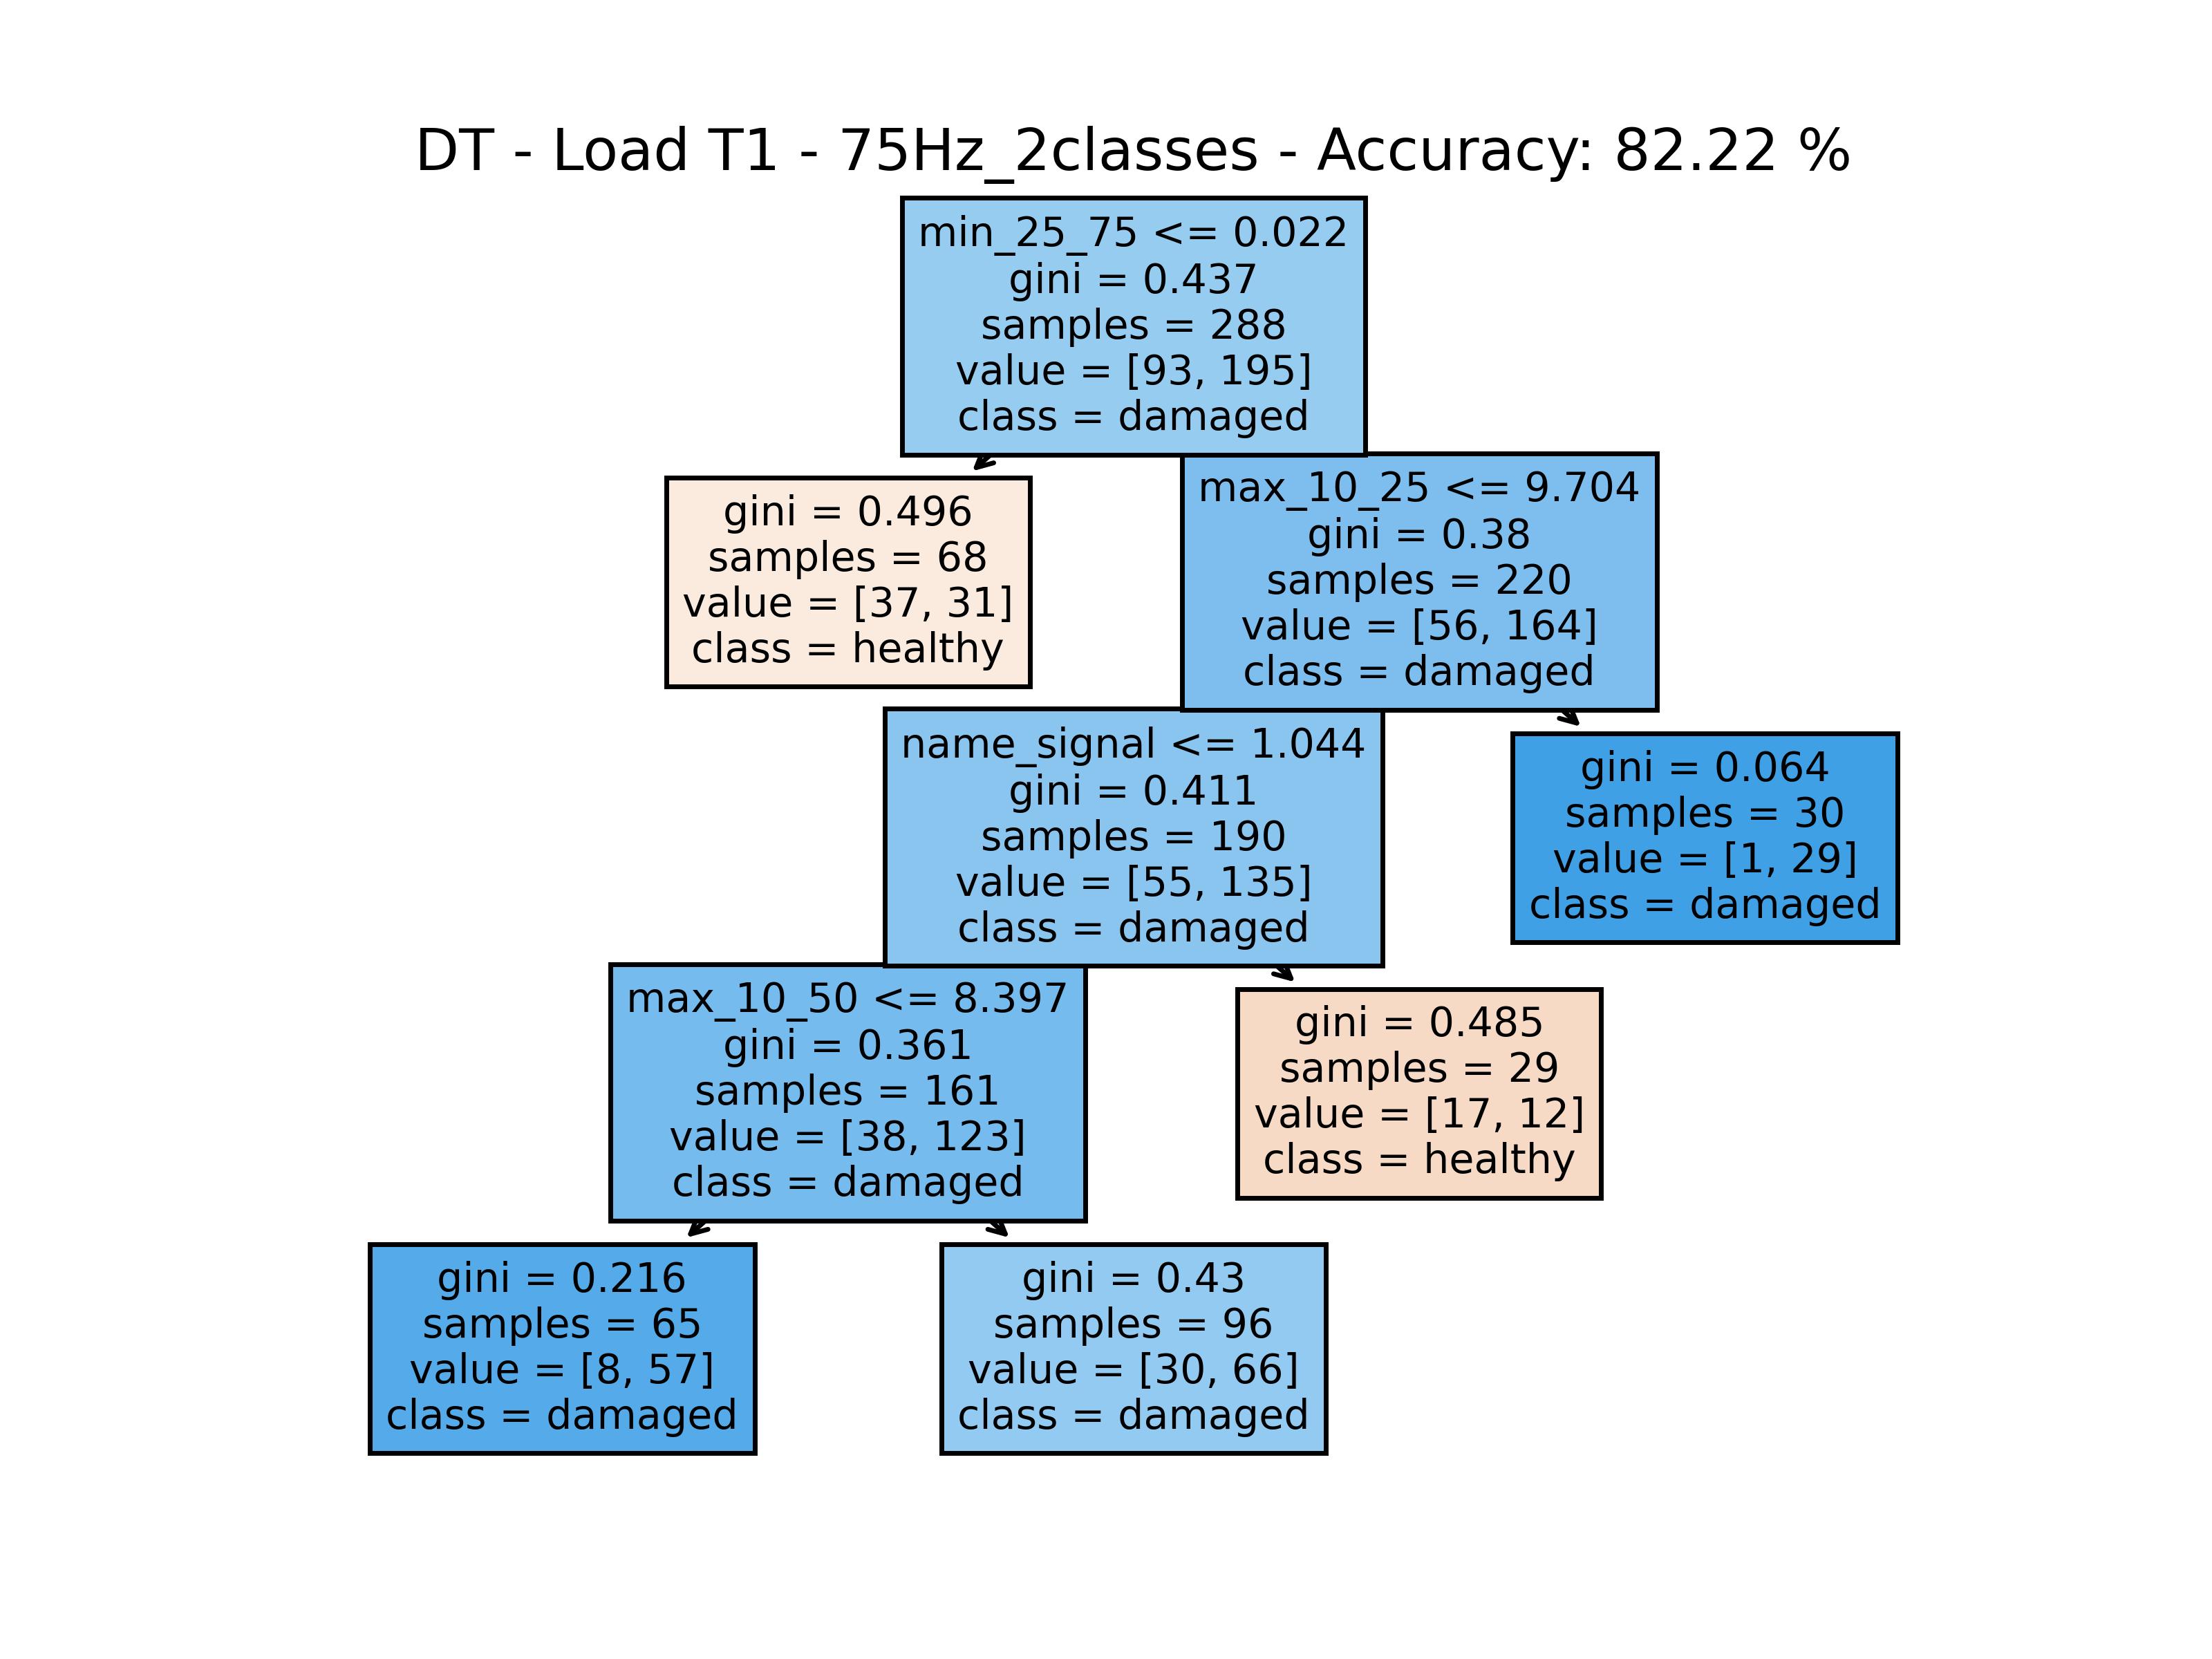 DT - Load T1 - 75Hz_2classes - Accuracy: 82.22 %
min_25_75 <= 0.022
gini = 0.437
samples = 288
value = [93, 195]
class = damaged
gini = 0.496
samples = 68
value = [37, 31]
class = healthy
max_10_25 <= 9.704
gini = 0.38
samples = 220
value = [56, 164]
class = damaged
name_signal <= 1.044
gini = 0.411
samples = 190
value = [55, 135]
class = damaged
gini = 0.064
samples = 30
value = [1, 29]
class = damaged
max_10_50 <= 8.397
gini = 0.361
samples = 161
value = [38, 123]
class = damaged
gini = 0.485
samples = 29
value = [17, 12]
class = healthy
gini = 0.216
samples = 65
value = [8, 57]
class = damaged
gini = 0.43
samples = 96
value = [30, 66]
class = damaged